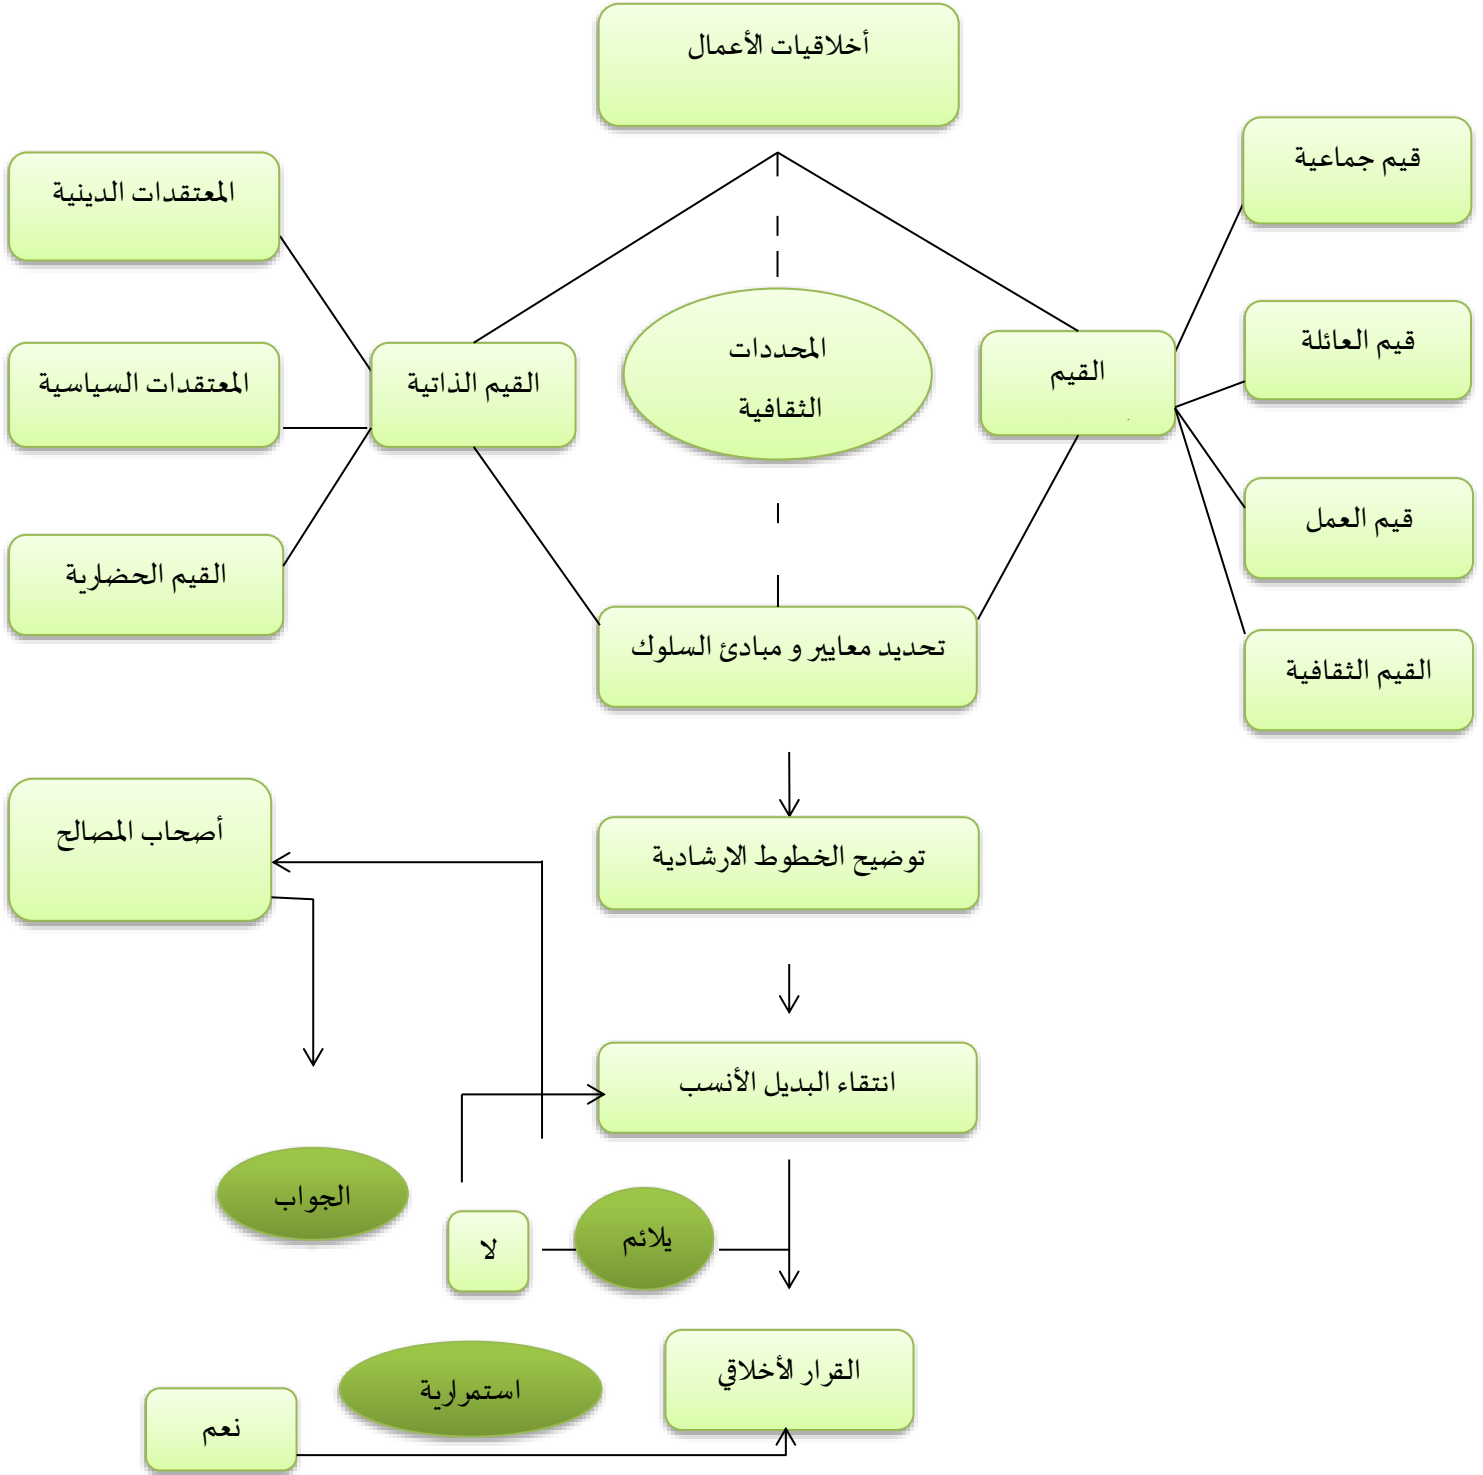 أخلاقيات الأعمال
قيم جماعية
المعتقدات الدينية
قيم العائلة
المحددات
الثقافية
القيم
القيم الذاتية
المعتقدات السياسية
قيم العمل
القيم الحضارية
تحديد معايير و مبادئ السلوك
القيم الثقافية
أصحاب المصالح
توضيح الخطوط الارشادية
انتقاء البديل الأنسب
الجواب
يلائم
لا
القرار الأخلاقي
استمرارية
نعم